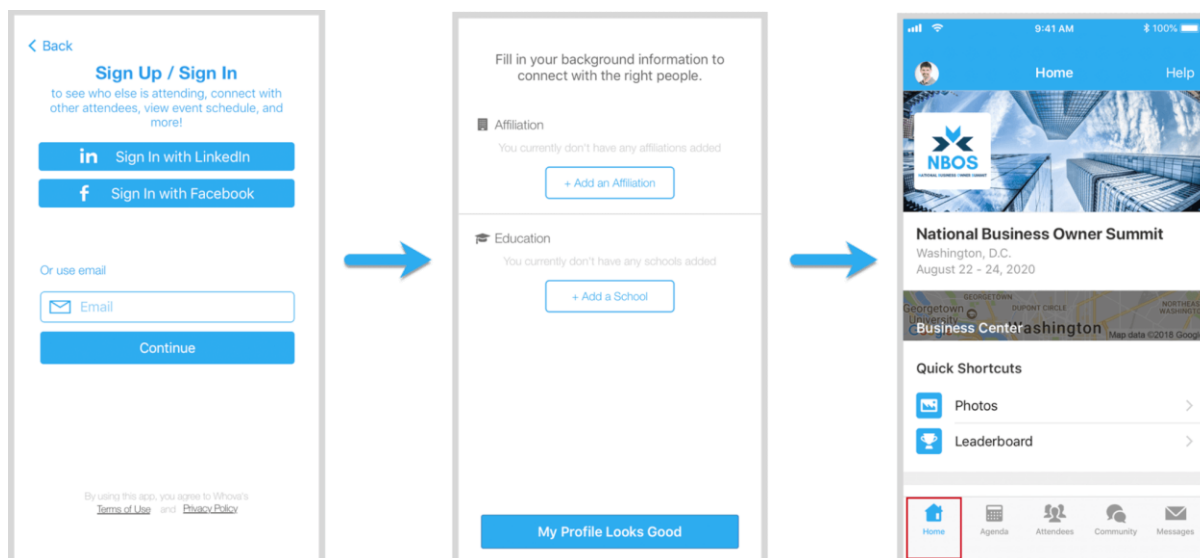 Back
Sign Up / Sign In
to see who else is attending, connect with
other attendees, view event schedule, and
more!
in Sign In with LinkedIn
f Sign In with Facebook
Or use email
Email
Continue
By using this app, you agree to Whova's
Terms of Use and Privacy Policy
Fill in your background information to
connect with the right people.
Affiliation
You currently don't have any affiliations added
+ Add an Affiliation
Education
You currently don't have any schools added
+ Add a School
My Profile Looks Good
9:41 AM
100%
Home
Help
NBOS
NATIONAL BUSINESS OWNER SUMMIT
National Business Owner Summit
Washington, D.C.
August 22 - 24, 2020
GEORGETOWN
Georgetown
University
DUPONT CIRCLE
NORTHEAS
WASHINGTO
Business Center
Washington
Map data ©2018 Googl
Quick Shortcuts
Photos
Leaderboard
Home
Agenda
Attendees
Community
Messages